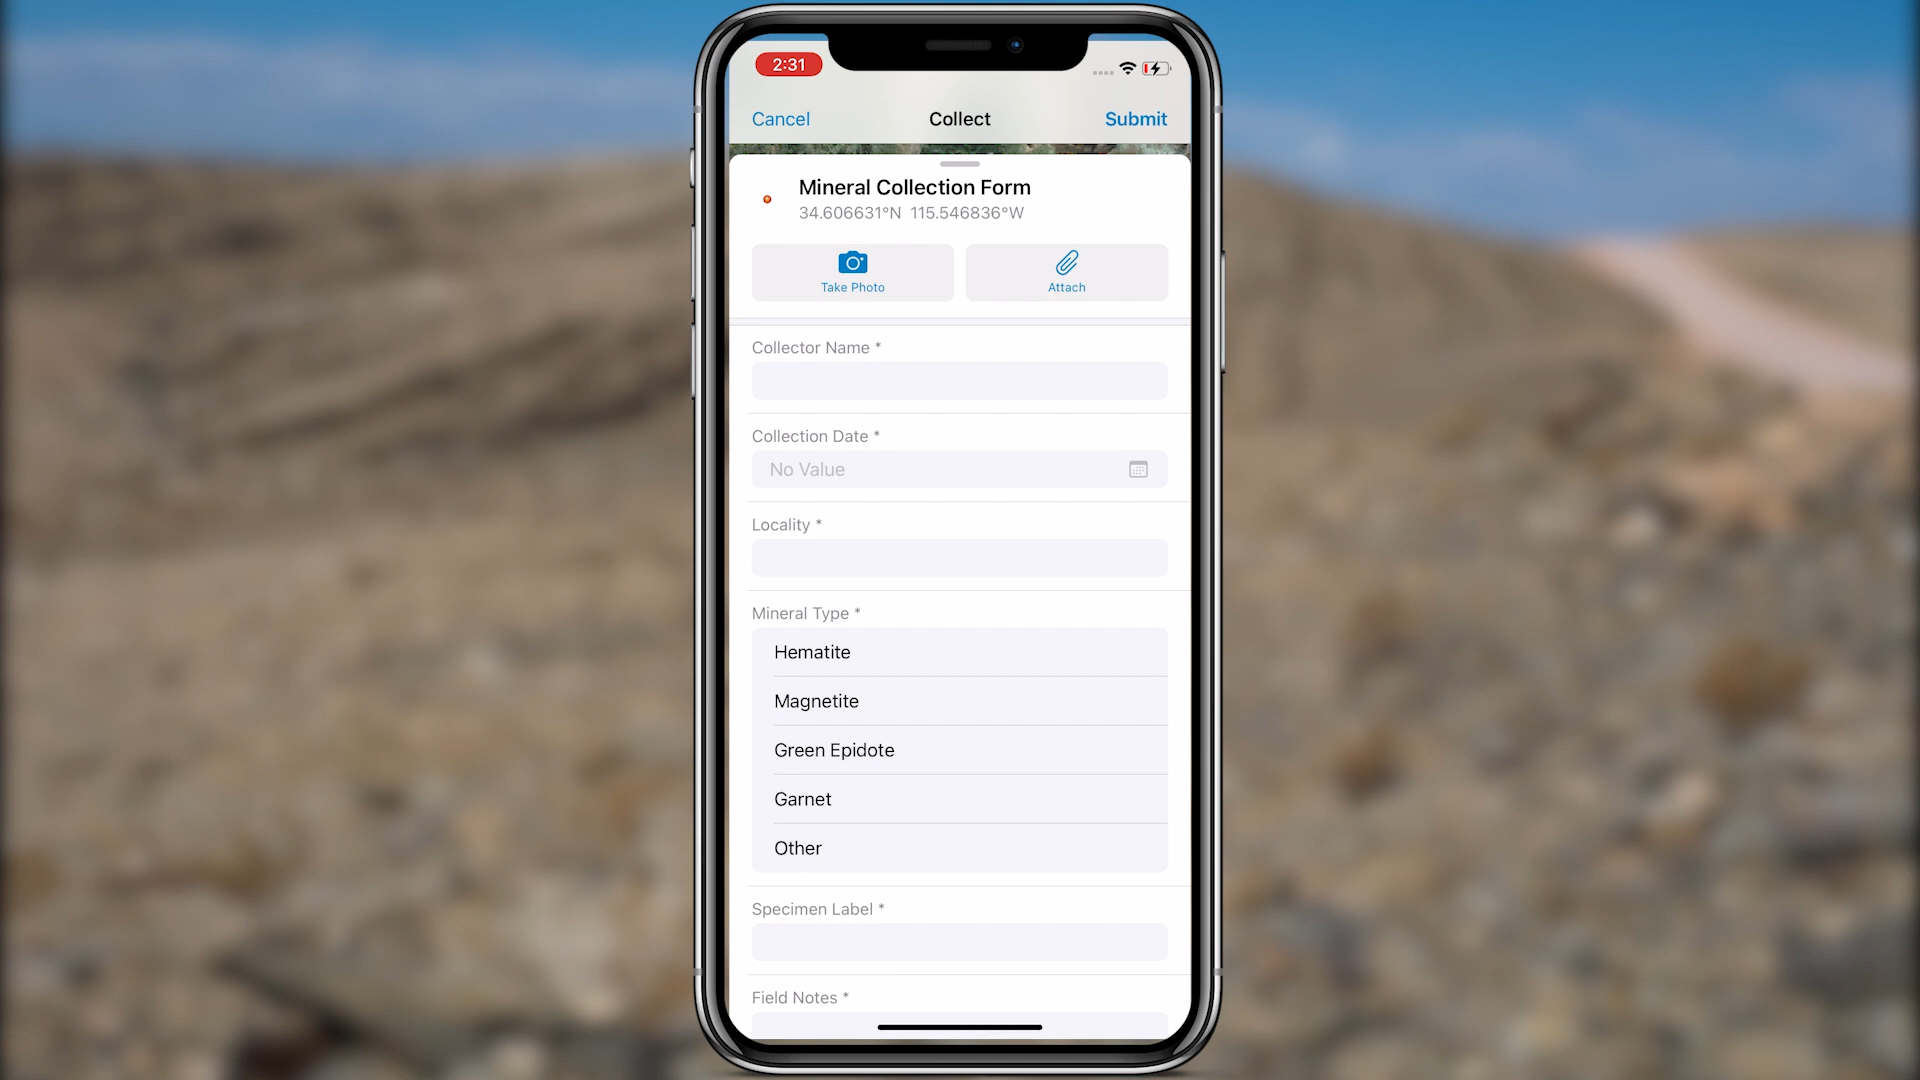 2:31
Cancel Collect Submit
Mineral Collection Form
34.606631°N 115.546836°W
Take Photo Attach
Collector Name *
Collection Date *
No Value
Locality *
Mineral Type *
Hematite
Magnetite
Green Epidote
Garnet
Other
Specimen Label *
Field Notes *